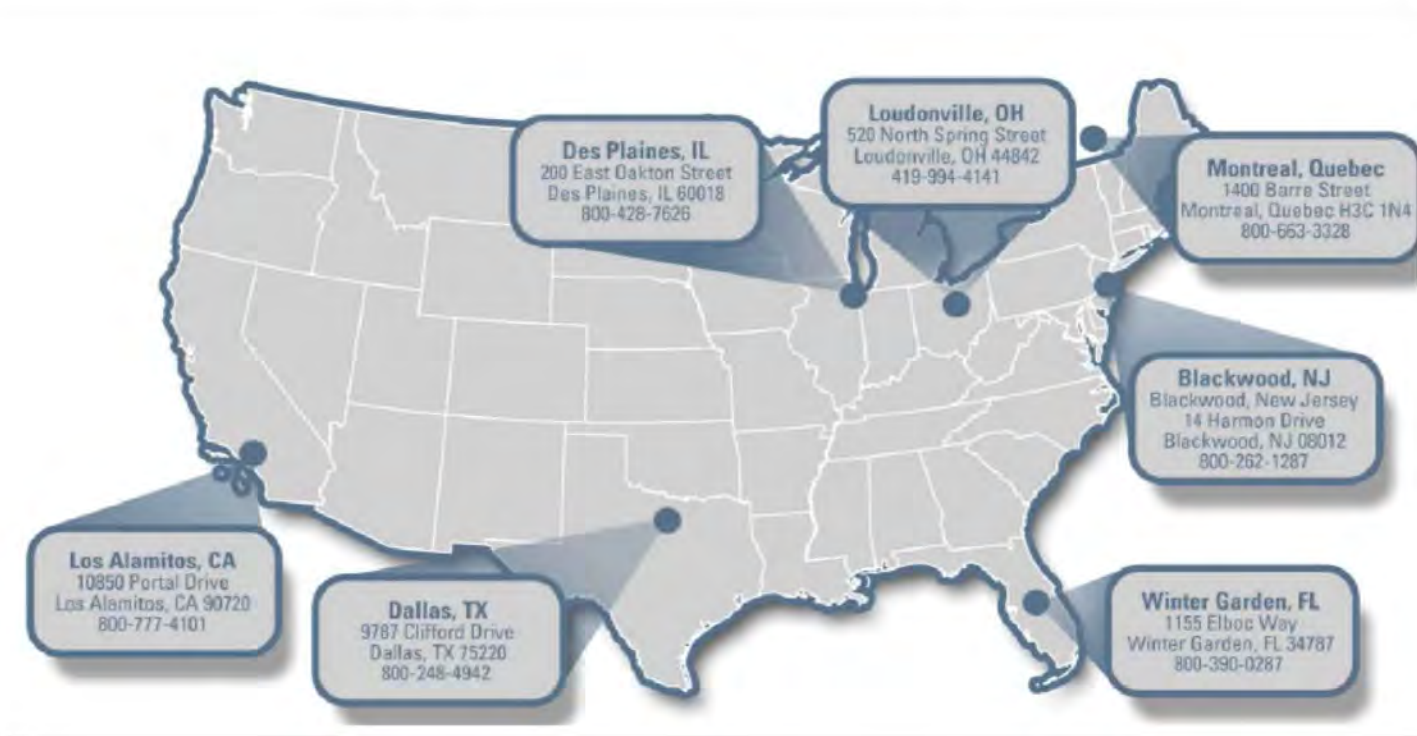 Loudonville, OH
520 North Spring Street
Loudonville, OH 44842
419-994-4141
Des Plaines, IL
200 East Oakton Street
Des Plaines, IL 60018
800-428-7626
Montreal, Quebec
1400 Barre Street
Montreal, Quebec H3C 1N4
800-663-3328
Blackwood, NJ
Blackwood, New Jersey
14 Harmon Drive
Blackwood, NJ 08012
800-262-1287
Los Alamitos, CA
10850 Portal Drive
Los Alamitos, CA 90720
800-777-4101
Dallas, TX
9787 Clifford Drive
Dallas, TX 75220
800-248-4942
Winter Garden, FL
1155 Elboc Way
Winter Garden, FL 34787
800-390-0287